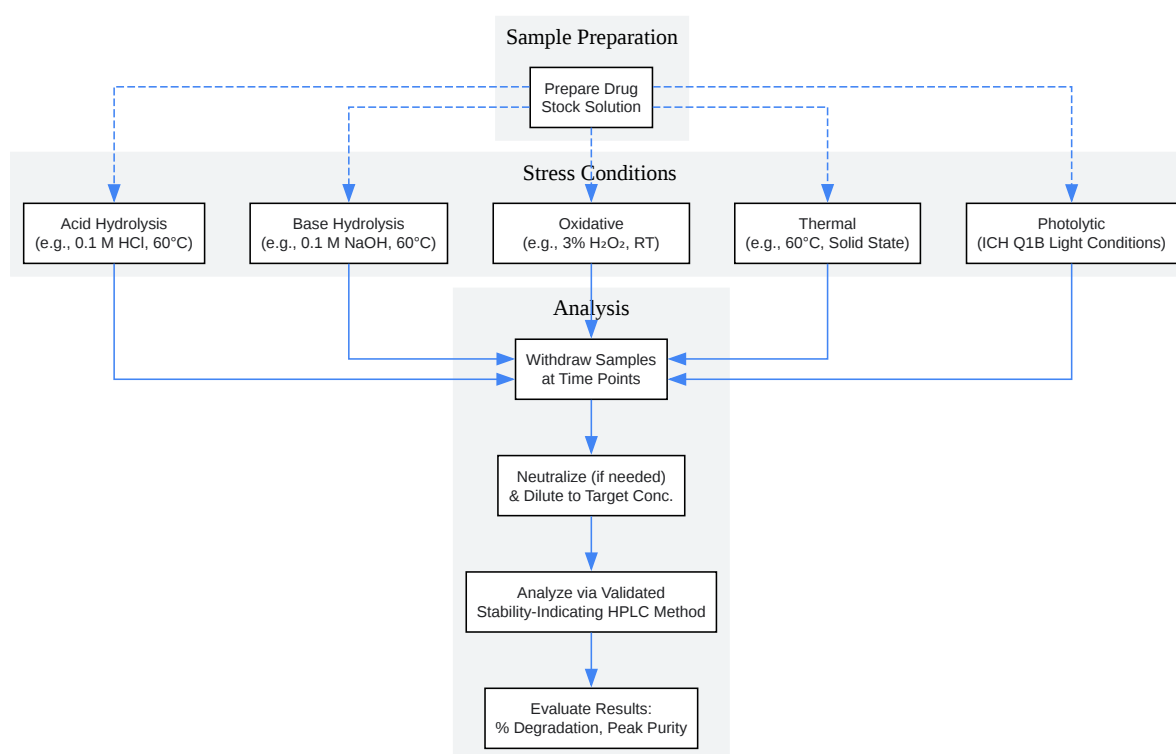 Sample Preparation
Prepare Drug
Stock Solution
Stress Conditions
Acid Hydrolysis
(e.g., 0.1 M HCl, 60°C)
Base Hydrolysis
(e.g., 0.1 M NaOH, 60°C)
Oxidative
(e.g., 3% H₂O₂, RT)
Thermal
(e.g., 60°C, Solid State)
Photolytic
(ICH Q1B Light Conditions)
Analysis
Withdraw Samples
at Time Points
Neutralize (if needed)
& Dilute to Target Conc.
Analyze via Validated
Stability-Indicating HPLC Method
Evaluate Results:
% Degradation, Peak Purity